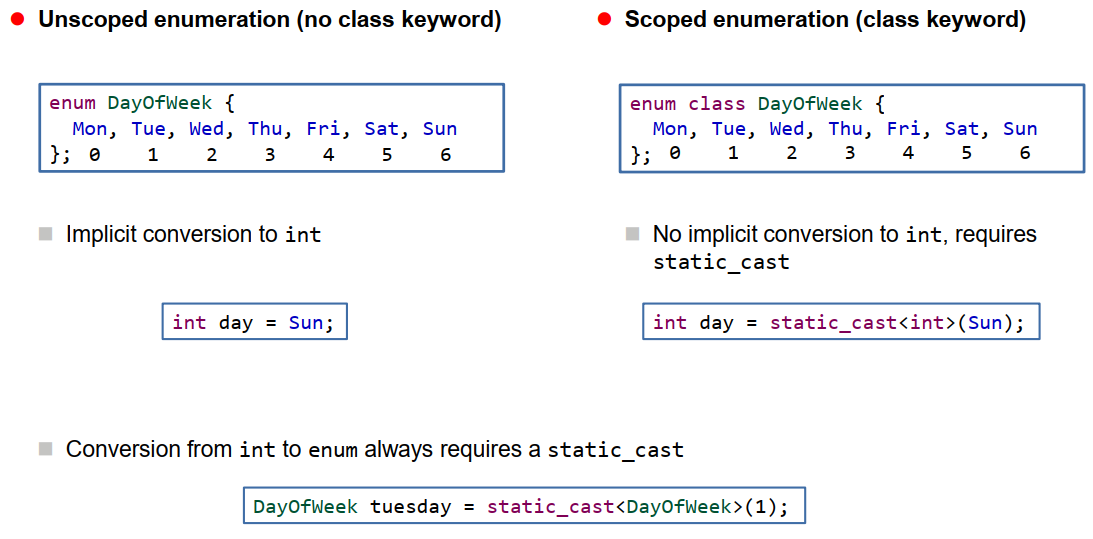 Unscoped enumeration (no class keyword)
enum DayOfWeek {
Mon, Tue, Wed, Thu, Fri, Sat, Sun
}; 0 1 2 3 4 5 6
Implicit conversion to int
int day = Sun;
Scoped enumeration (class keyword)
enum class DayOfWeek {
Mon, Tue, Wed, Thu, Fri, Sat, Sun
}; 0 1 2 3 4 5 6
No implicit conversion to int, requires
static_cast
int day = static_cast<int>(Sun);
Conversion from int to enum always requires a static_cast
DayOfWeek tuesday = static_cast<DayOfWeek>(1);